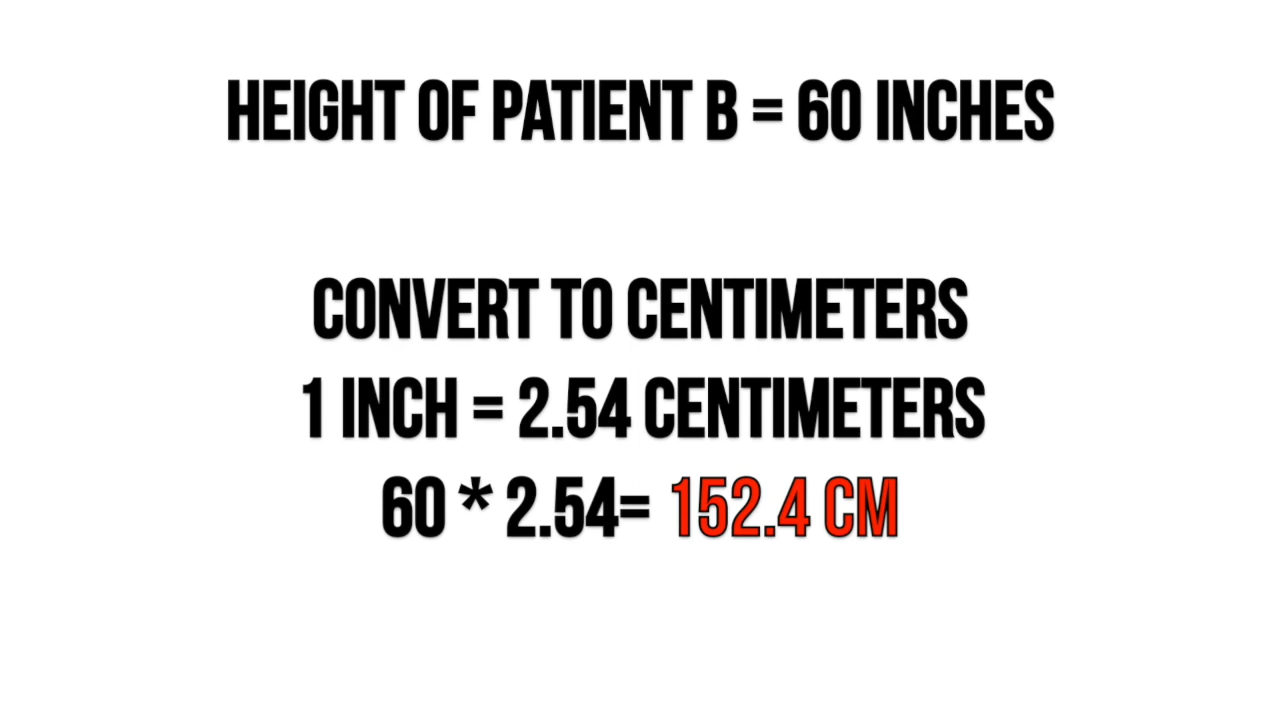 HEIGHT OF PATIENT B = 60 INCHES
CONVERT TO CENTIMETERS
1 INCH = 2.54 CENTIMETERS
60 * 2.54= 152.4 CM